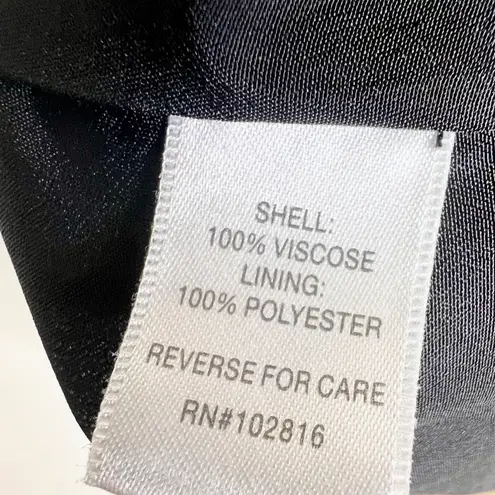 SHELL:
100% VISCOSE
LINING:
100% POLYESTER
REVERSE FOR CARE
RN#102816